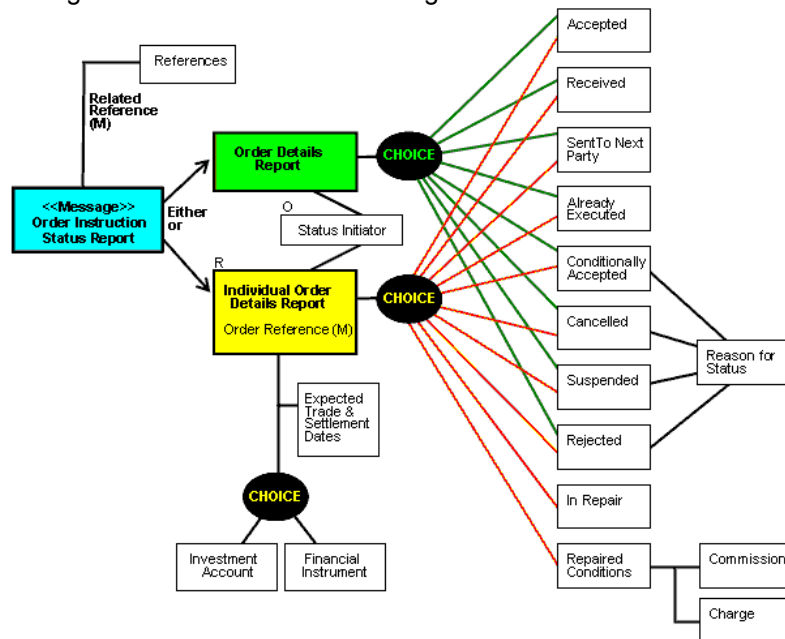 Accepted
References
Received
Related
Reference
(M)
Order Details
Report
CHOICE
SentTo Next
Party
<<Message>>
Order Instruction
Status Report
Either
or
O
Status Initiator
Already
Executed
R
Individual Order
Details Report
Order Reference (M)
CHOICE
Conditionally
Accepted
Cancelled
Reason for
Status
Suspended
Expected
Trade &
Settlement
Dates
Rejected
CHOICE
In Repair
Investment
Account
Financial
Instrument
Repaired
Conditions
Commission
Charge